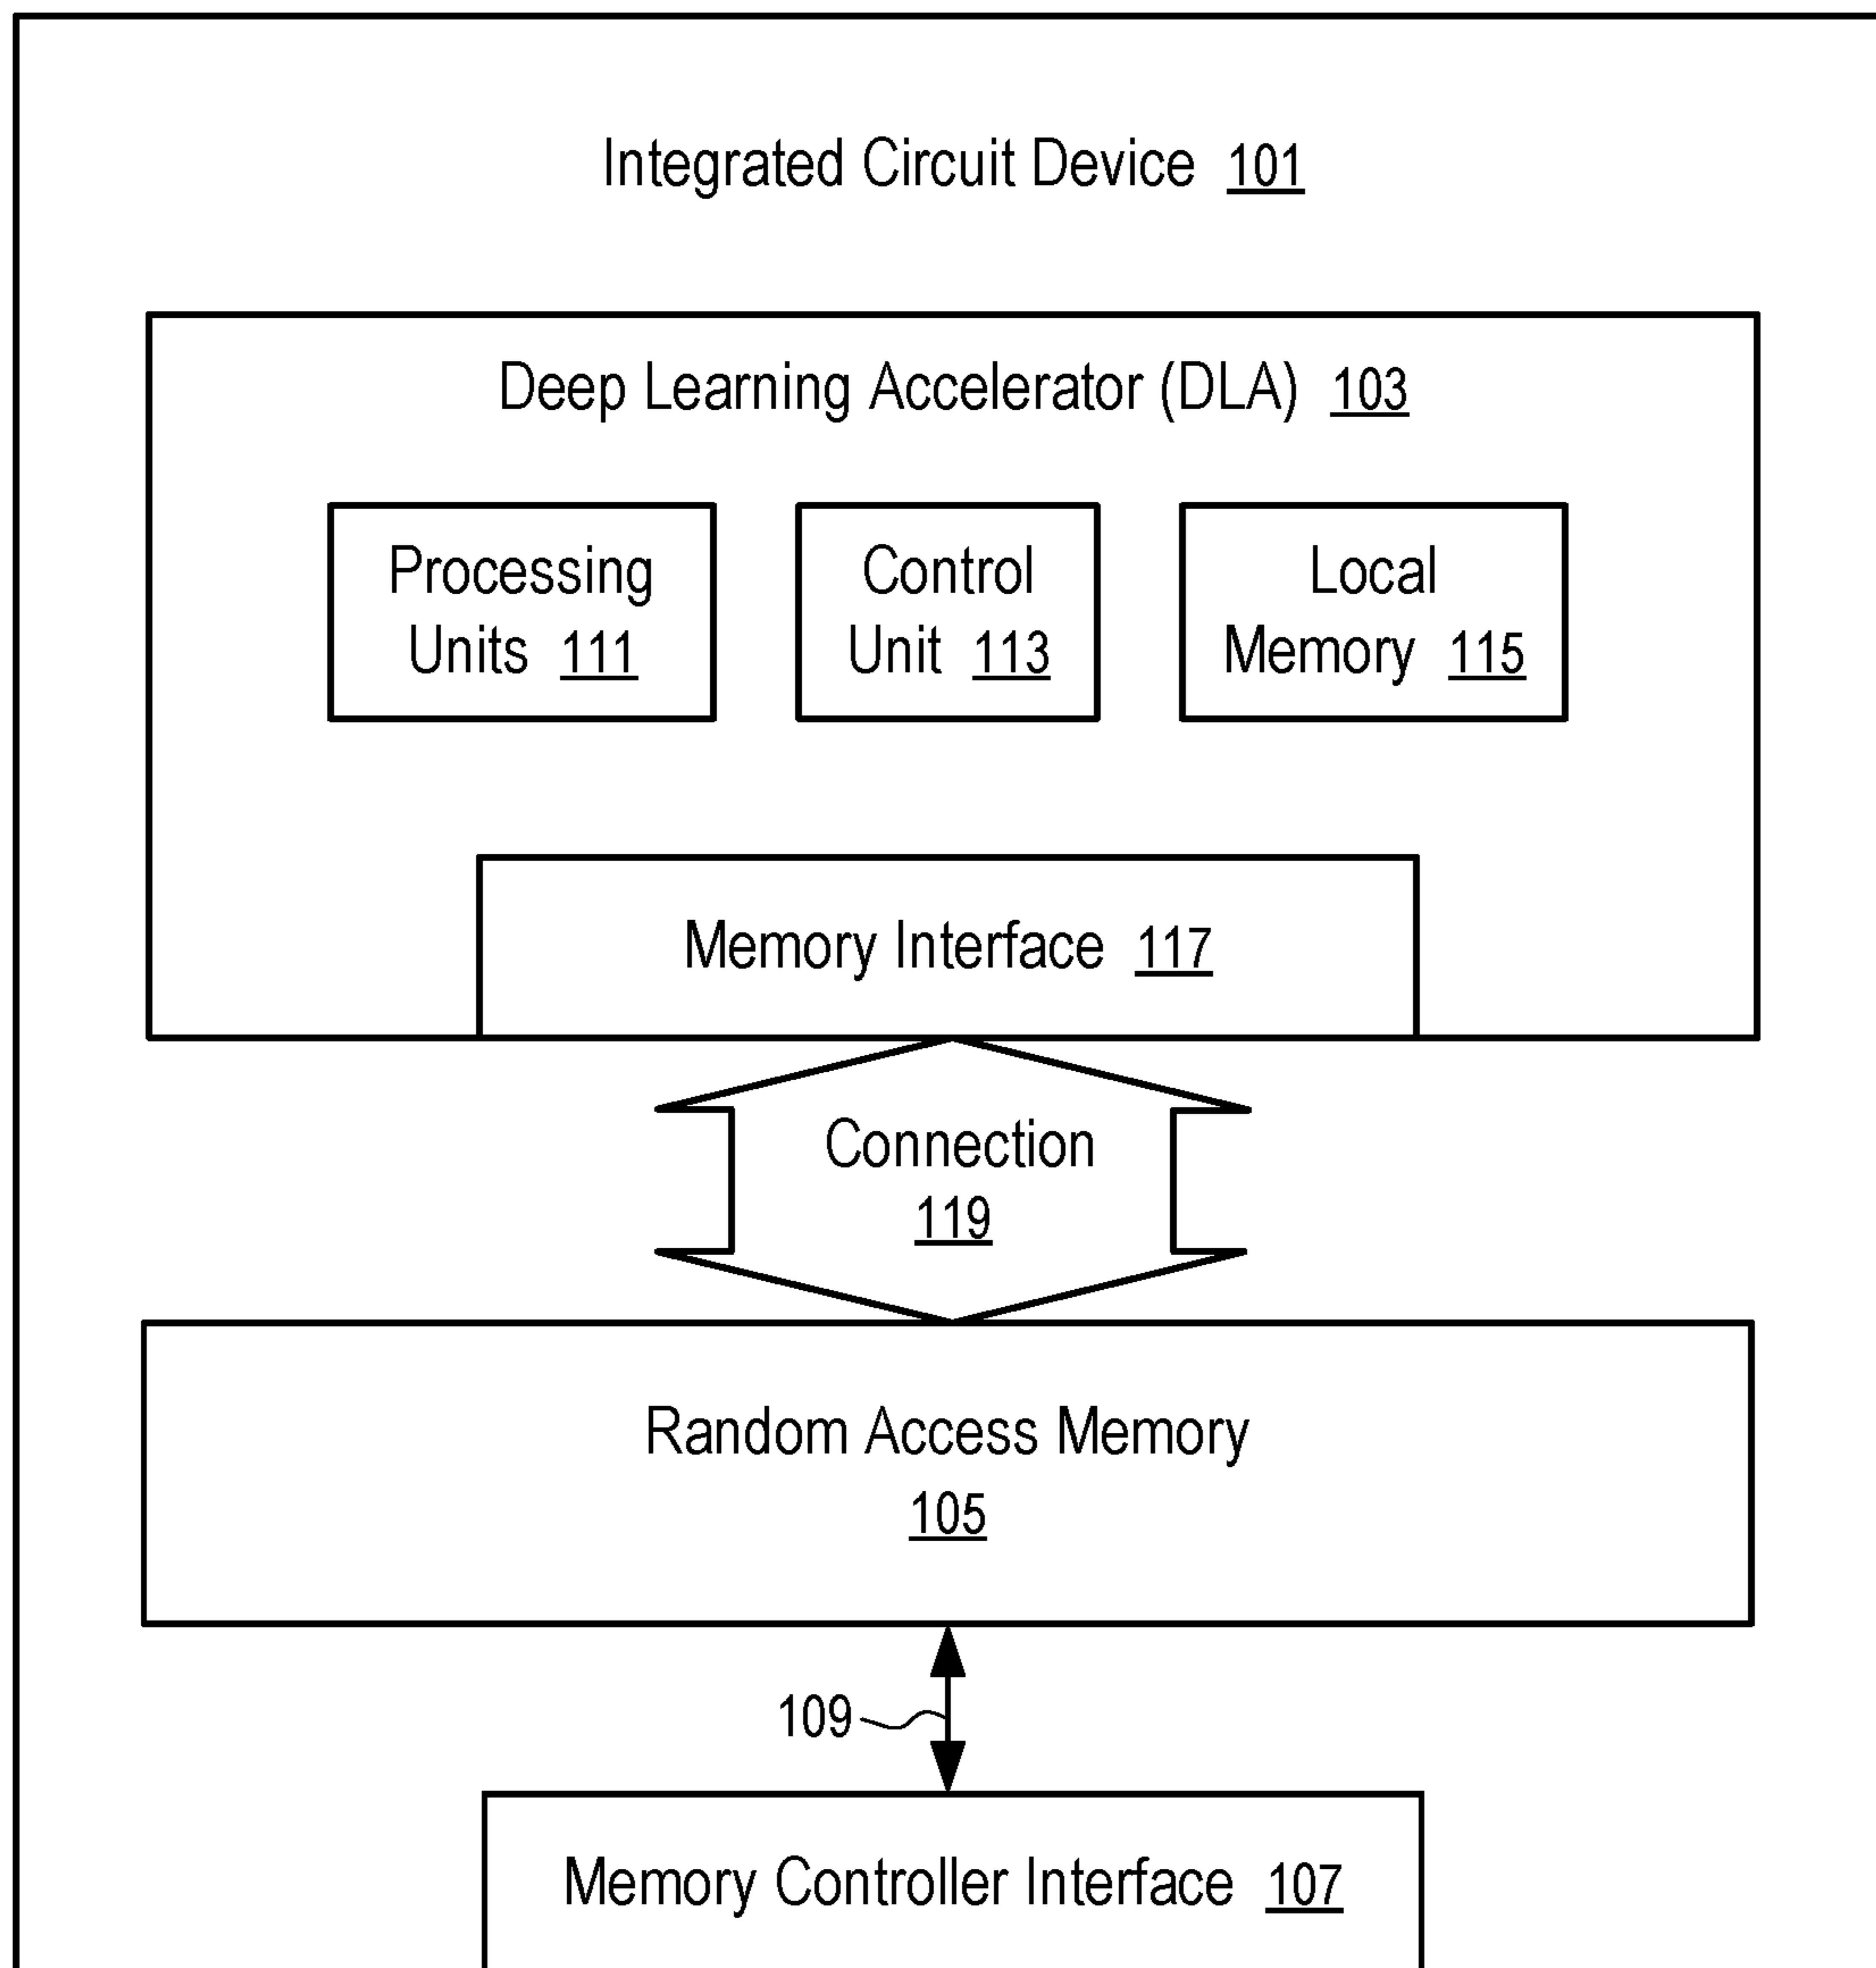 Integrated Circuit Device 101
Deep Learning Accelerator (DLA) 103
Processing
Units 111
Control
Unit 113
Local
Memory 115
Memory Interface 117
Connection
119
Random Access Memory
105
109
Memory Controller Interface 107